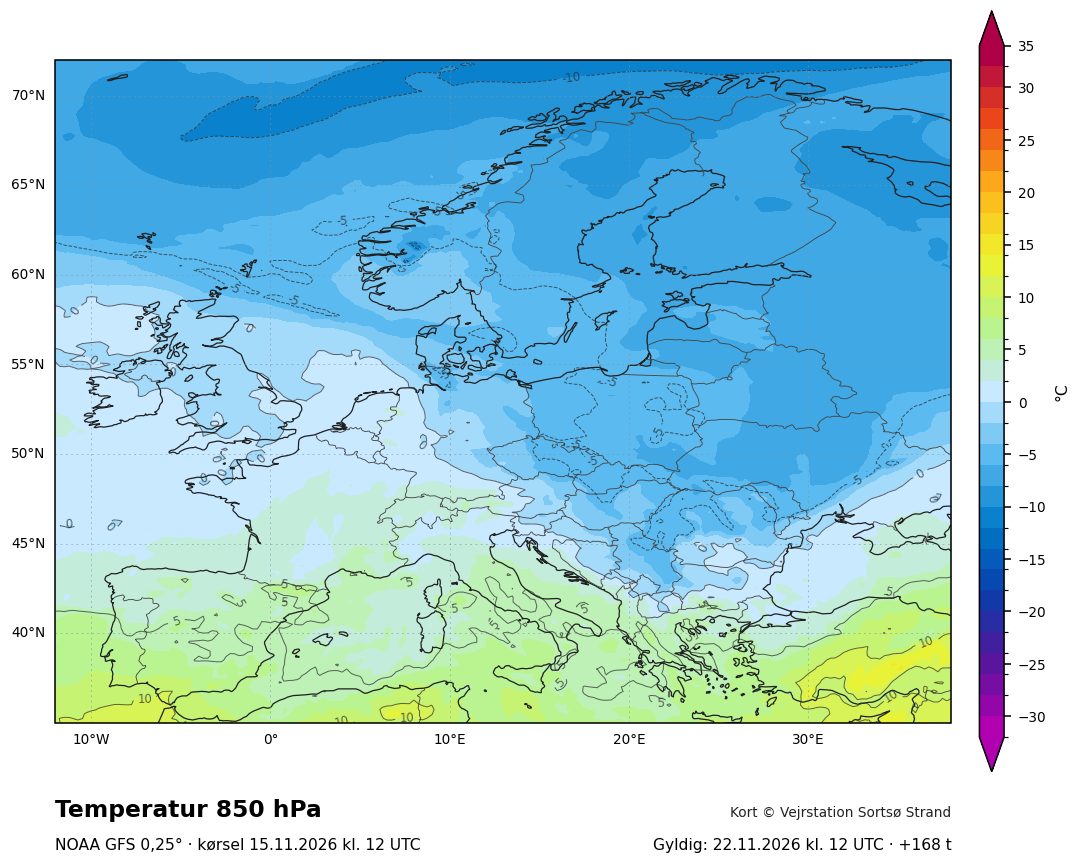 70°N
65°N
60°N
55°N
50°N
45°N
40°N
10°W
0°
10°E
20°E
30°E
35
30
25
20
15
10
5
0
−5
−10
−15
−20
−25
−30
°C
Temperatur 850 hPa
Kort © Vejrstation Sortsø Strand
NOAA GFS 0,25° · kørsel 15.11.2026 kl. 12 UTC
Gyldig: 22.11.2026 kl. 12 UTC · +168 t